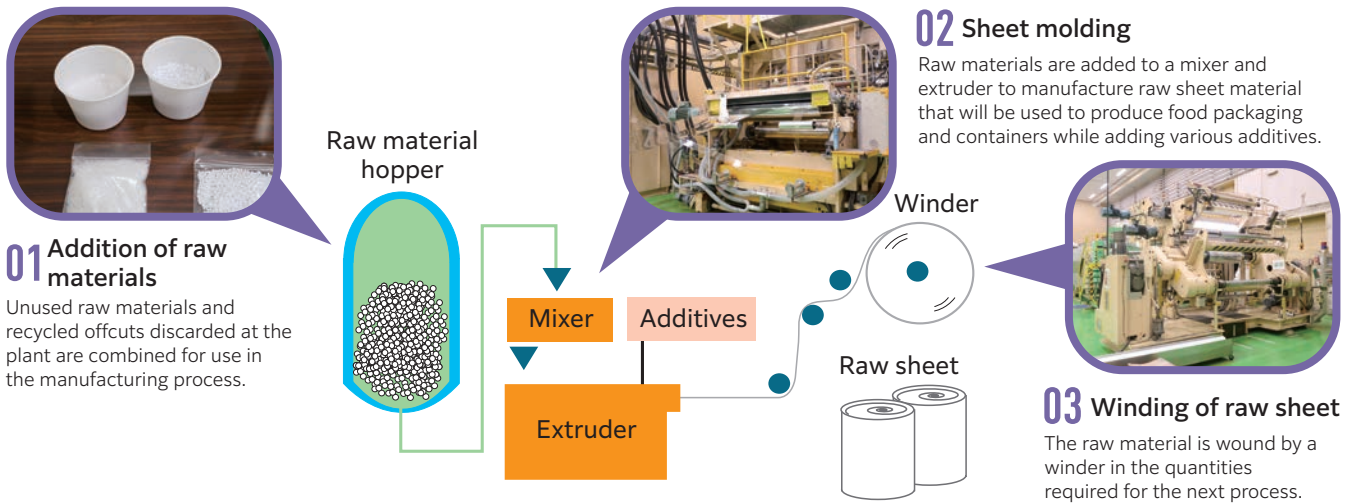 01 Addition of raw
materials
Unused raw materials and
recycled offcuts discarded at the
plant are combined for use in
the manufacturing process.
Raw material
hopper
02 Sheet molding
Raw materials are added to a mixer and
extruder to manufacture raw sheet material
that will be used to produce food packaging
and containers while adding various additives.
Mixer
Additives
Extruder
Winder
Raw sheet
03 Winding of raw sheet
The raw material is wound by a
winder in the quantities
required for the next process.